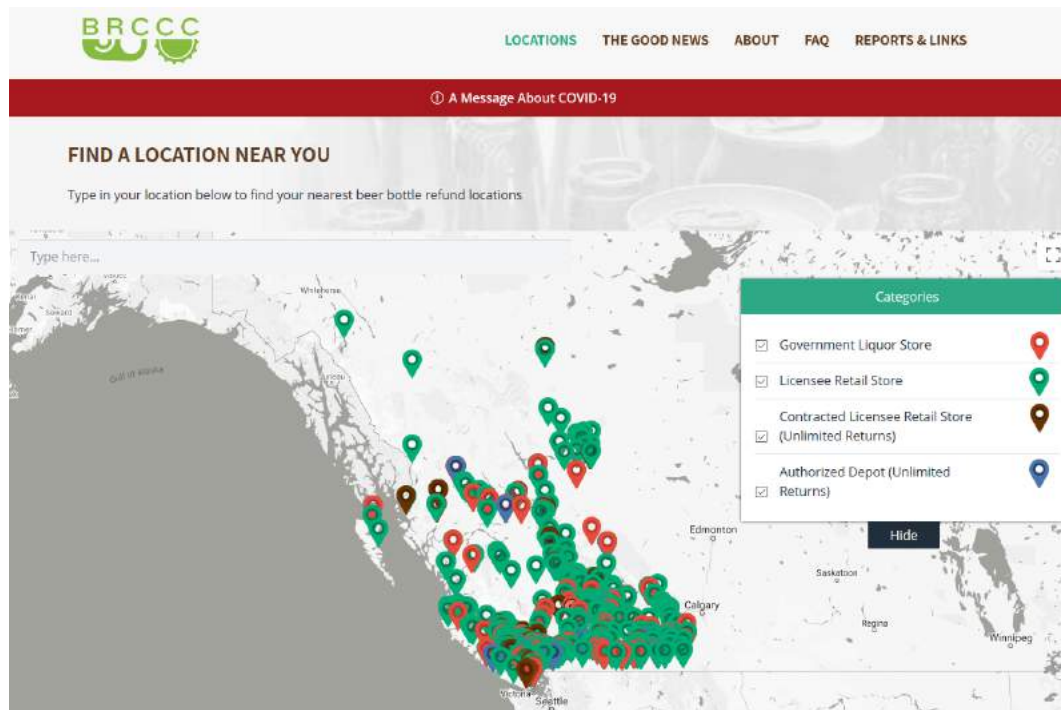 BRCCC
LOCATIONS THE GOOD NEWS ABOUT FAQ REPORTS & LINKS
A Message About COVID-19
FIND A LOCATION NEAR YOU
Type in your location below to find your nearest beer bottle refund locations
Type here...
Whitehorse
Juneau
Gulf of Alaska
Categories
Government Liquor Store
Licensee Retail Store
Contracted Licensee Retail Store
(Unlimited Returns)
Authorized Depot (Unlimited
Returns)
Hide
Edmonton
Saskatoon
Calgary
Regina
Winnipeg
Victoria
Seattle